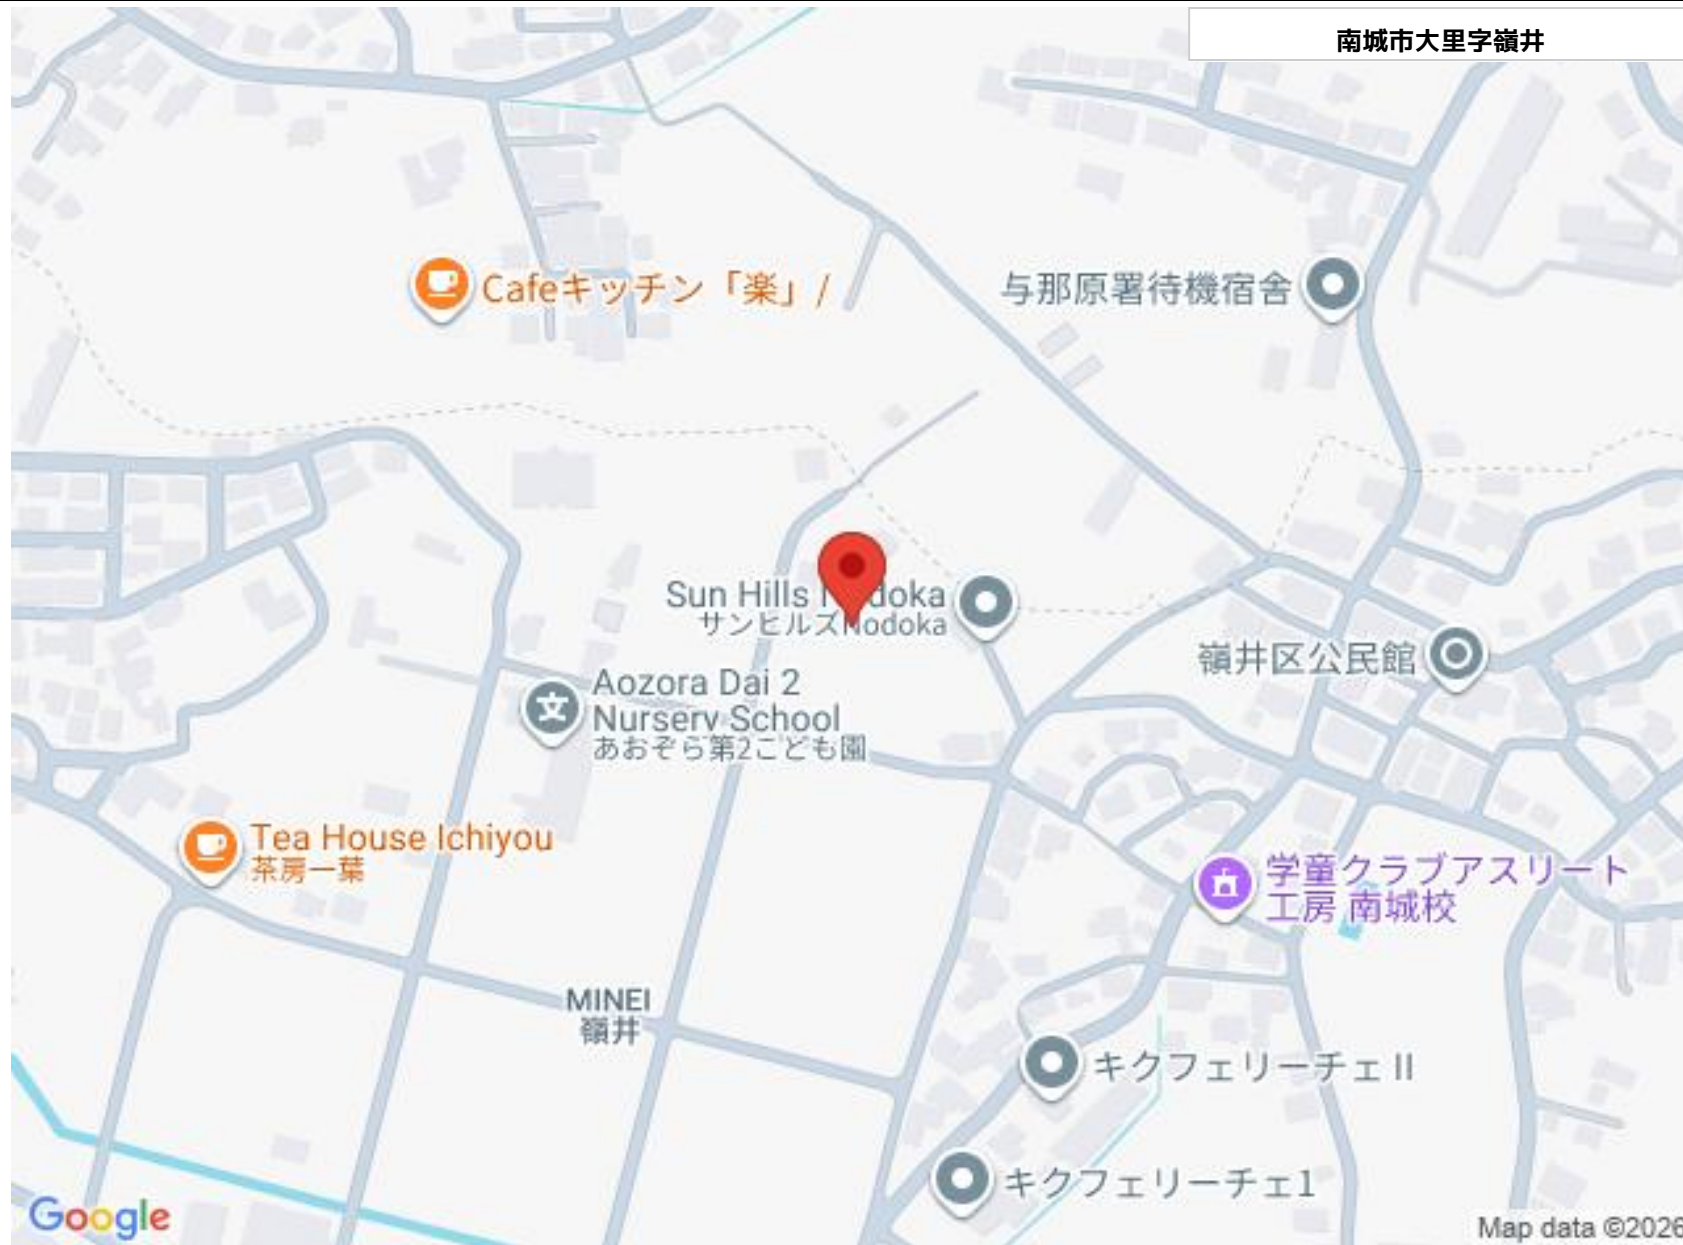 南城市大里字嶺井
Cafeキッチン「楽」/
与那原署待機宿舎
Sun Hills Nodoka
サンヒルズNodoka
嶺井区公民館
Aozora Dai 2
Nursery School
あおぞら第2こども園
Tea House Ichiyou
茶房一葉
学童クラブアスリート
工房 南城校
MINEI
嶺井
キクフェリーチェ II
キクフェリーチェ1
Google
Map data ©2026